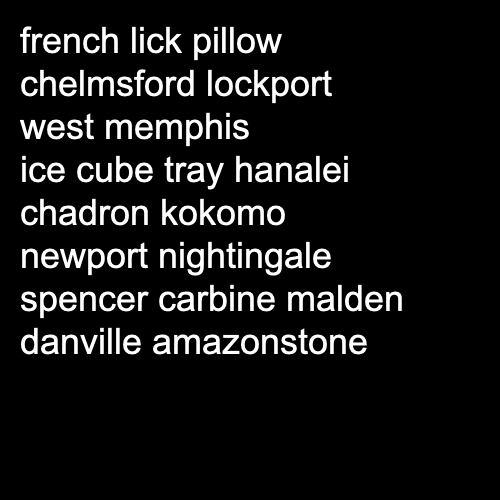 french lick pillow
chelmsford lockport
west memphis
ice cube tray hanalei
chadron kokomo
newport nightingale
spencer carbine malden
danville amazonstone